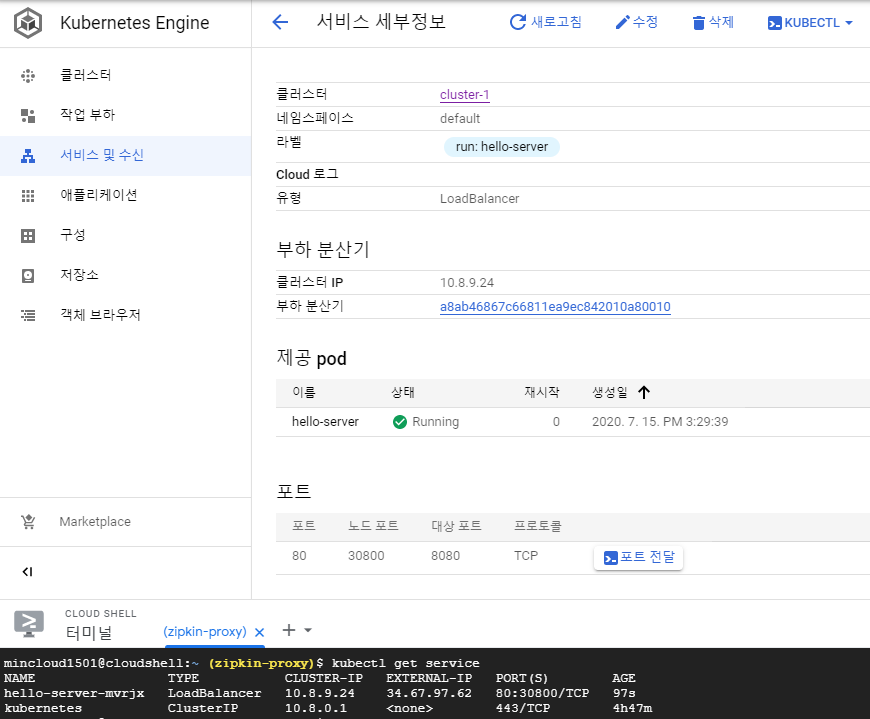 Kubernetes Engine
서비스 세부정보
새로고침
수정
삭제
KUBECTL
클러스터
작업 부하
서비스 및 수신
애플리케이션
구성
저장소
객체 브라우저
Marketplace
클러스터 cluster-1
네임스페이스 default
라벨 run: hello-server
Cloud 로그
유형 LoadBalancer
부하 분산기
클러스터 IP 10.8.9.24
부하 분산기 a8ab46867c66811ea9ec842010a80010
제공 pod
이름 상태 재시작 생성일
hello-server Running 0 2020. 7. 15. PM 3:29:39
포트
포트 노드 포트 대상 포트 프로토콜
80 30800 8080 TCP 포트 전달
CLOUD SHELL
터미널 (zipkin-proxy)
mincloud1501@cloudshell:~ (zipkin-proxy)$ kubectl get service
NAME TYPE CLUSTER-IP EXTERNAL-IP PORT(S) AGE
hello-server-mvrjx LoadBalancer 10.8.9.24 34.67.97.62 80:30800/TCP 97s
kubernetes ClusterIP 10.8.0.1 <none> 443/TCP 4h47m